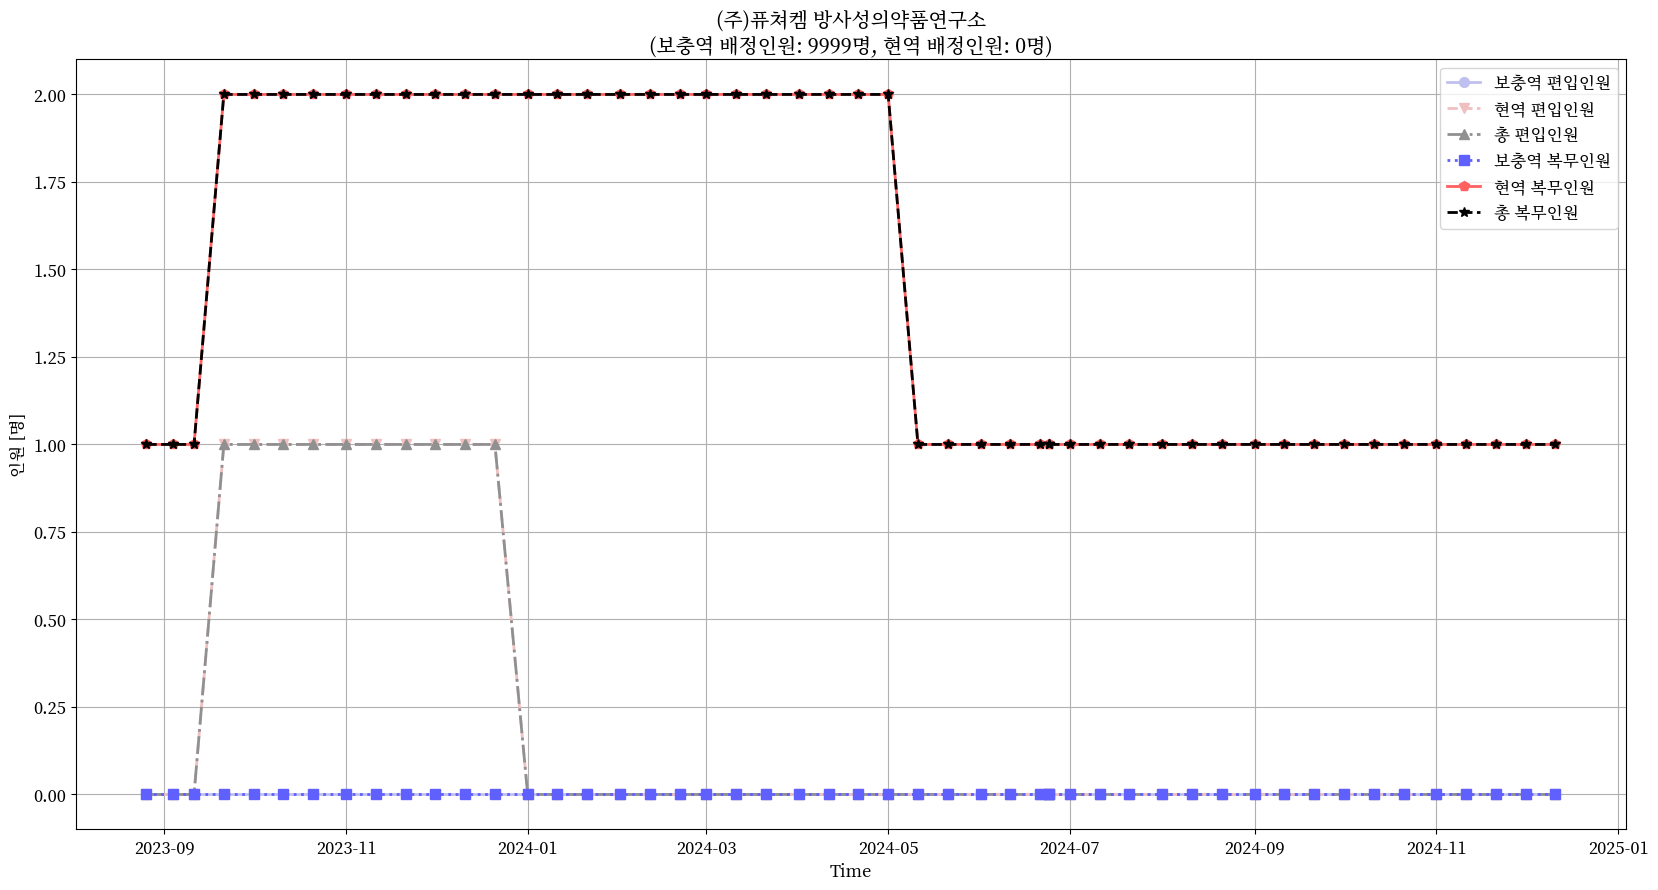 (주)퓨쳐켐 방사성의약품연구소
(보충역 배정인원: 9999명, 현역 배정인원: 0명)
보충역 편입인원
현역 편입인원
총 편입인원
보충역 복무인원
현역 복무인원
총 복무인원
인원 [명]
2.00
1.75
1.50
1.25
1.00
0.75
0.50
0.25
0.00
2023-09
2023-11
2024-01
2024-03
2024-05
2024-07
2024-09
2024-11
2025-01
Time